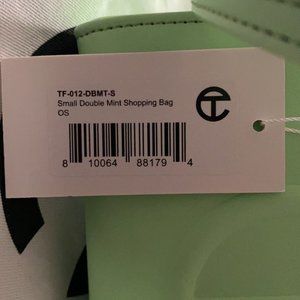 TF-012-DBMT-S
Small Double Mint Shopping Bag
OS
8 10064 88179 4